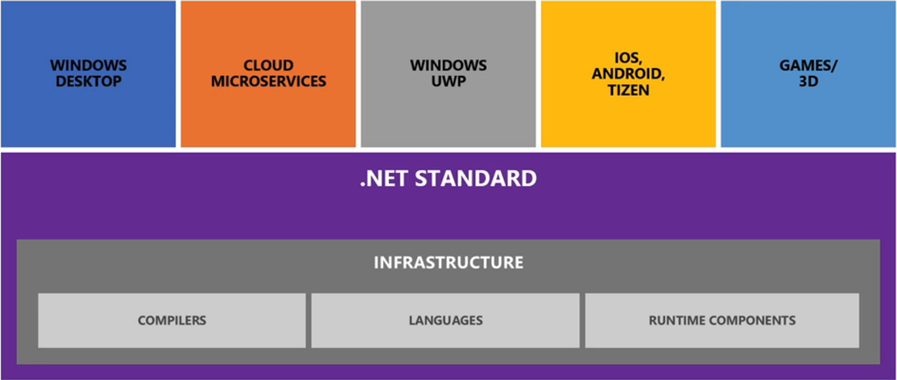 WINDOWS
DESKTOP
CLOUD
MICROSERVICES
WINDOWS
UWP
IOS,
ANDROID,
TIZEN
GAMES/
3D
.NET STANDARD
INFRASTRUCTURE
COMPILERS
LANGUAGES
RUNTIME COMPONENTS